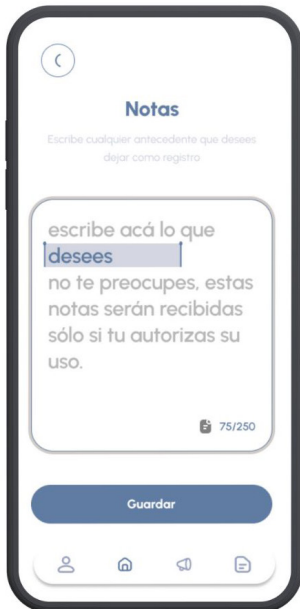 Notas
Escribe cualquier antecedente que desees
dejar como registro
escribe acá lo que
desees
no te preocupes, estas
notas serán recibidas
sólo si tu autorizas su
uso.
75/250
Guardar